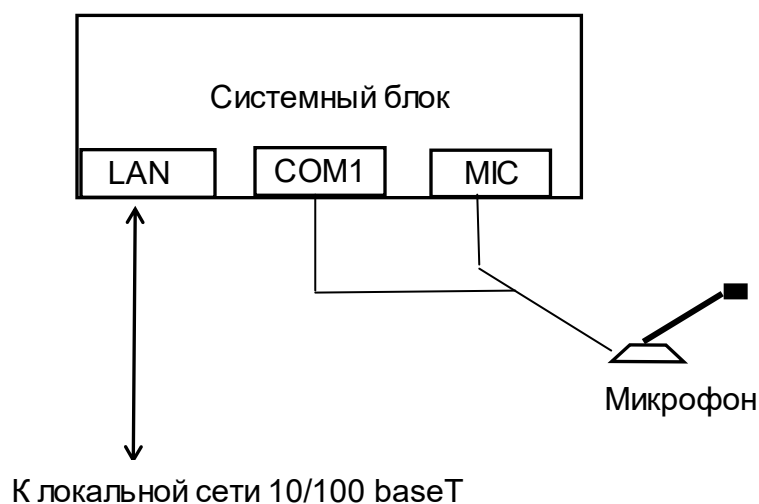 Системный блок
LAN
COM1
MIC
Микрофон
К локальной сети 10/100 baseT